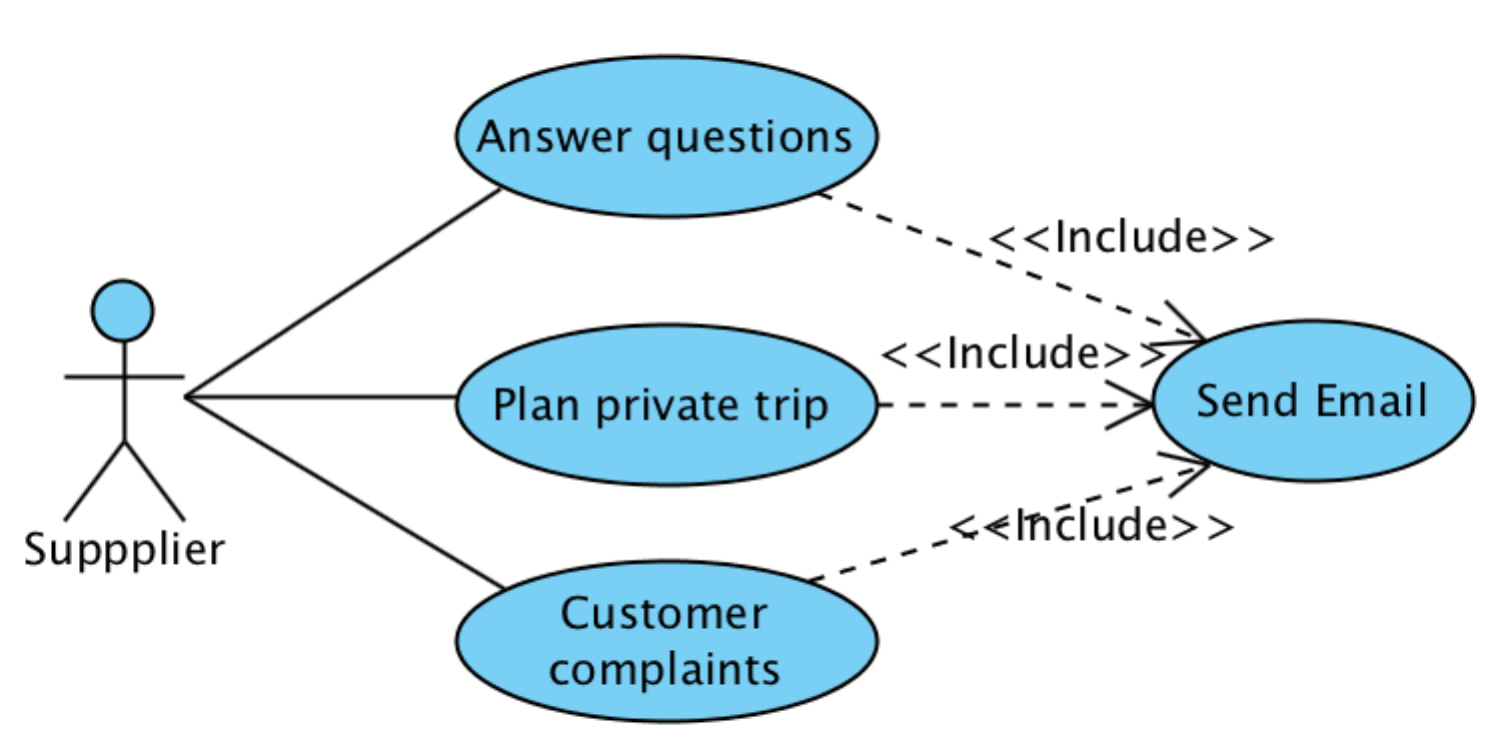 Answer questions
<<Include>>
<<Include>>
Plan private trip
Send Email
<<Include>>
Suppplier
Customer
complaints